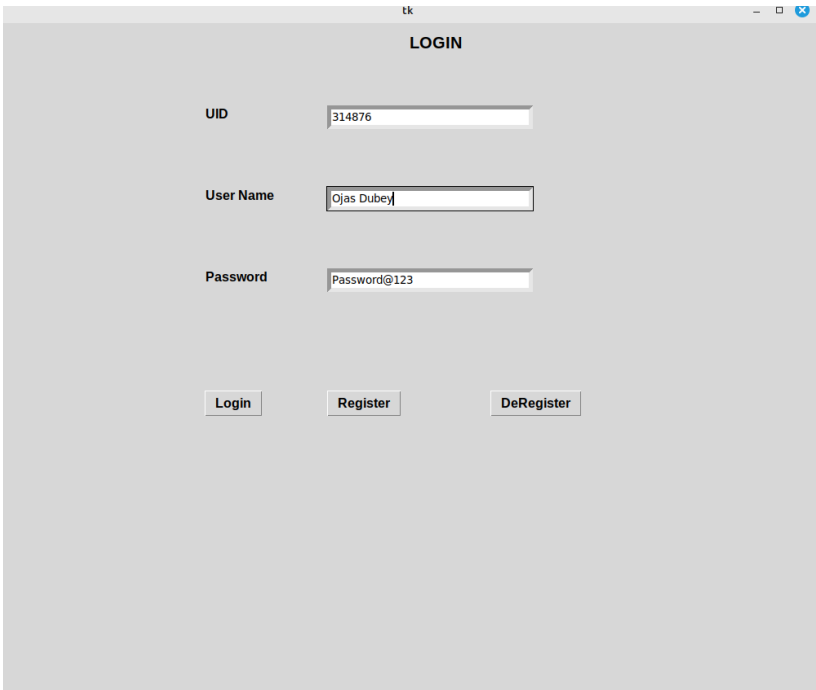 tk
LOGIN
UID 314876
User Name Ojas Dubey
Password Password@123
Login Register DeRegister